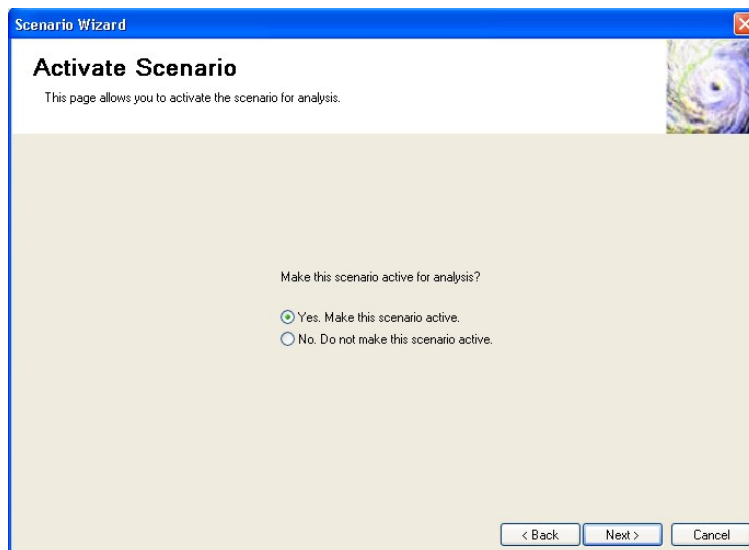 Scenario Wizard
Activate Scenario
This page allows you to activate the scenario for analysis.
Make this scenario active for analysis?
Yes. Make this scenario active.
No. Do not make this scenario active.
< Back Next > Cancel